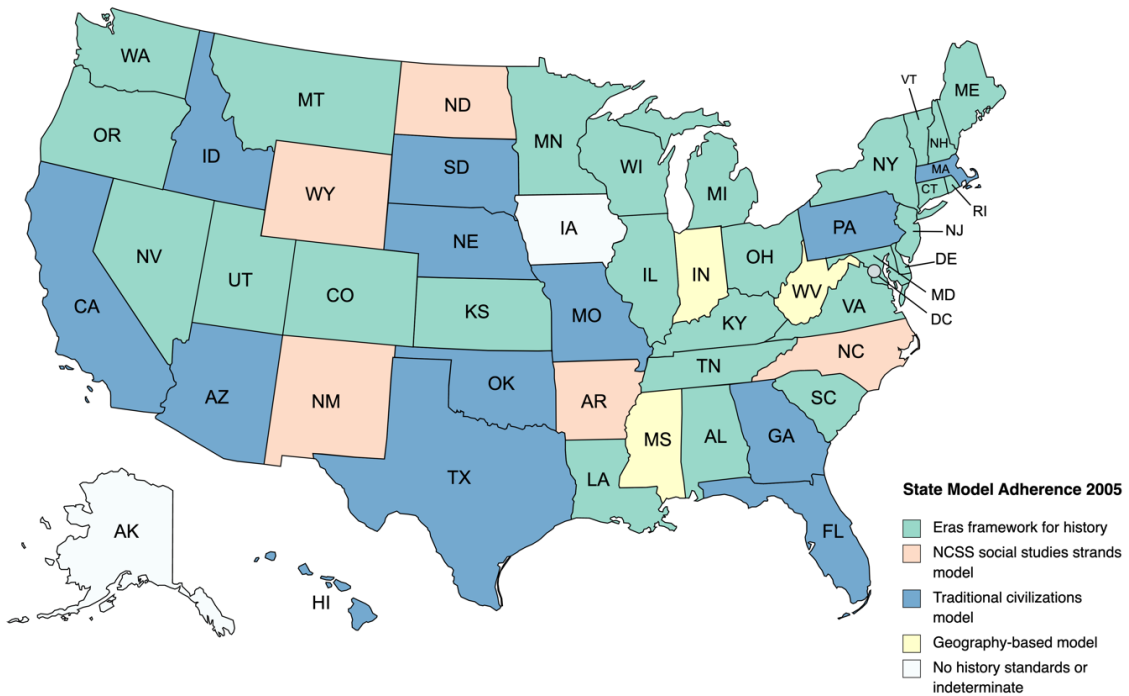 WA
MT
ND
MN
ME
VT
OR
ID
SD
WI
NH
NY
MA
WY
MI
CT
RI
NE
IA
PA
NJ
NV
UT
CO
IL
IN
OH
DE
CA
KS
MO
WV
VA
MD
KY
DC
NC
TN
AZ
NM
OK
AR
SC
MS
AL
GA
TX
LA
AK
FL
HI
State Model Adherence 2005
Eras framework for history
NCSS social studies strands
model
Traditional civilizations
model
Geography-based model
No history standards or
indeterminate